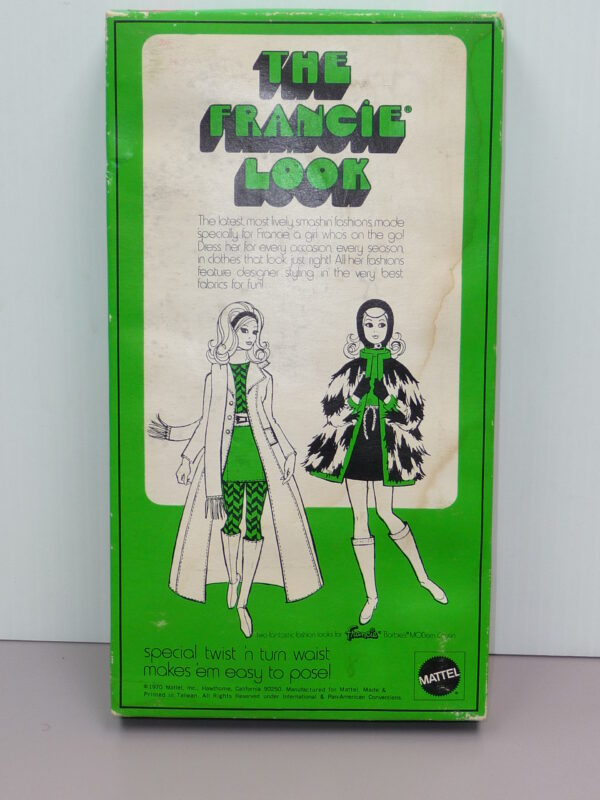 THE
FRANCIE®
LOOK
The latest, most lively, smashin' fashions, made
specially for Francie, a girl who's on the go!
Dress her for every occasion, every season,
in clothes that look just right! All her fashions
feature designer styling in the very best
fabrics for fun!
two fantastic fashion looks for Francie® Barbie's® MODern Cousin
special twist 'n turn waist
makes 'em easy to pose!
MATTEL
©1970 Mattel, Inc., Hawthorne, California 90250. Manufactured for Mattel. Made &
Printed in Taiwan. All Rights Reserved under International & Pan-American Conventions.